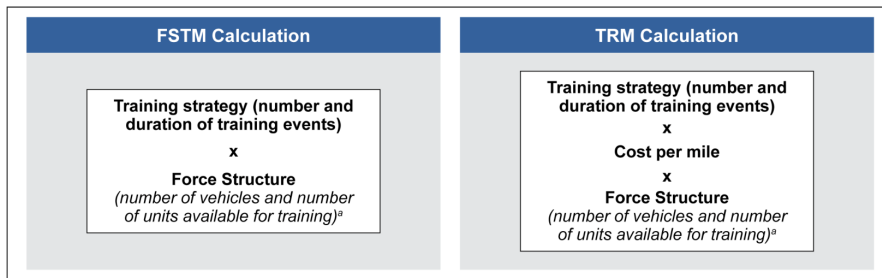 FSTM Calculation
Training strategy (number and
duration of training events)
x
Force Structure
(number of vehicles and number
of units available for training)a
TRM Calculation
Training strategy (number and
duration of training events)
x
Cost per mile
x
Force Structure
(number of vehicles and number
of units available for training)a